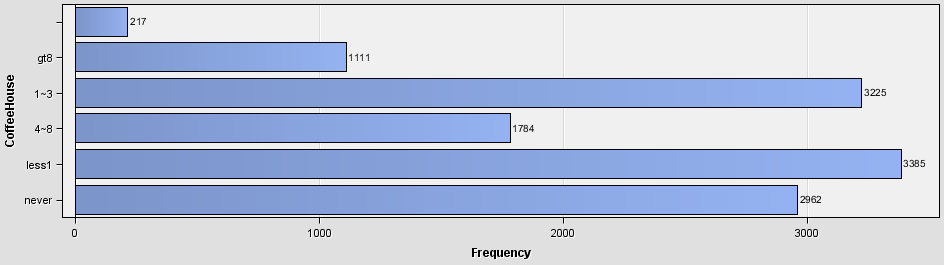 217
gt8 1111
1~3 3225
4~8 1784
less1 3385
never 2962
CoffeeHouse
0 1000 2000 3000
Frequency